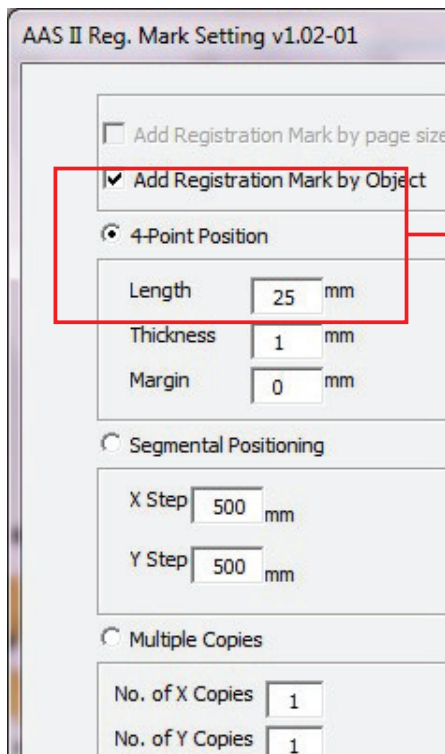 AAS II Reg. Mark Setting v1.02-01
Add Registration Mark by page size
Add Registration Mark by Object
4-Point Position
Length 25 mm
Thickness 1 mm
Margin 0 mm
Segmental Positioning
X Step 500 mm
Y Step 500 mm
Multiple Copies
No. of X Copies 1
No. of Y Copies 1